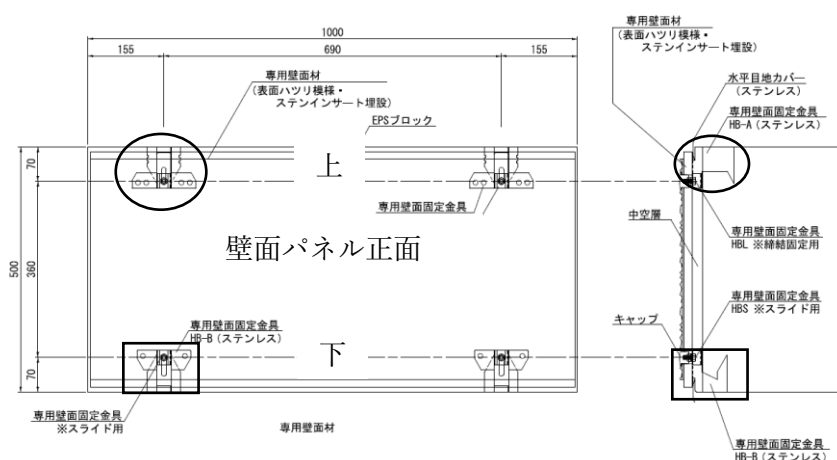 1000
155
690
155
専用壁面材
(表面ハツリ模様・
ステンインサート埋設)
EPSブロック
上
専用壁面固定金具
壁面パネル正面
専用壁面固定金具
HB-B(ステンレス)
下
専用壁面固定金具
※スライド用
専用壁面材
70
360
500
70
専用壁面材
(表面ハツリ模様・
ステンインサート埋設)
水平目地カバー
(ステンレス)
専用壁面固定金具
HB-A(ステンレス)
中空層
専用壁面固定金具
HBL ※締結固定用
専用壁面固定金具
HBS ※スライド用
キャップ
専用壁面固定金具
HB-B(ステンレス)